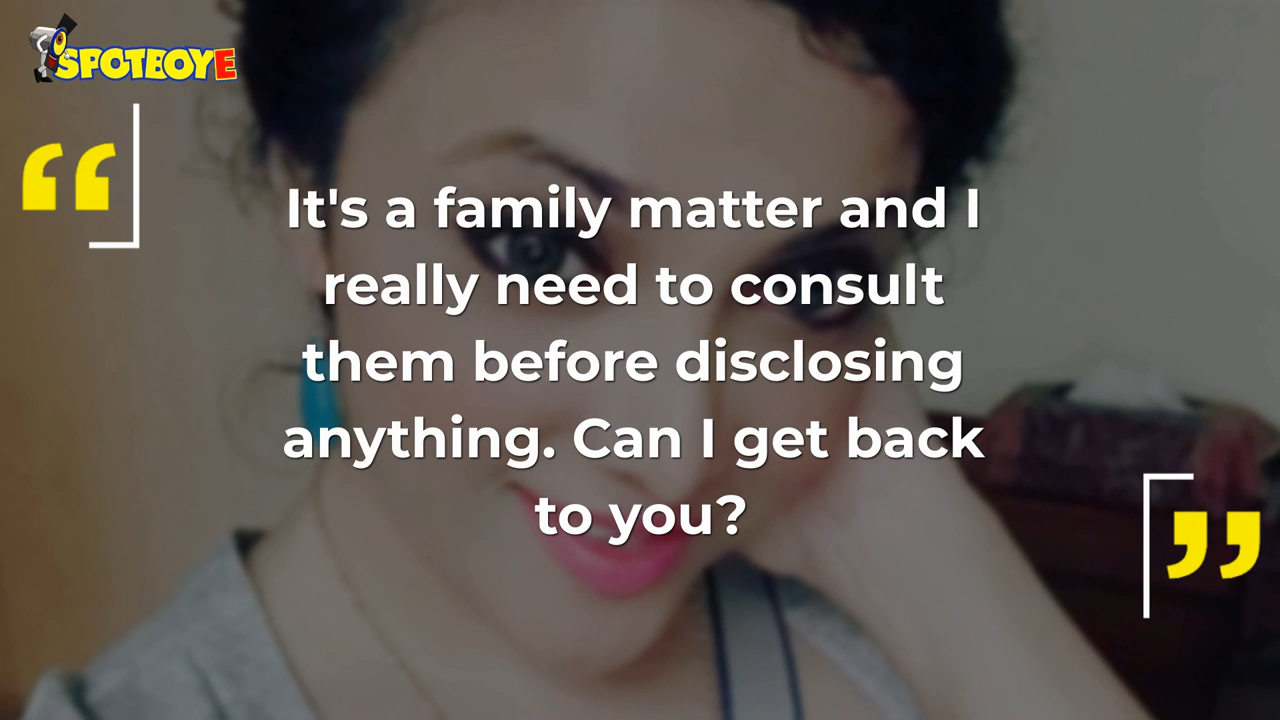 SPOTBOYE
“
It's a family matter and I
really need to consult
them before disclosing
anything. Can I get back
to you?
”